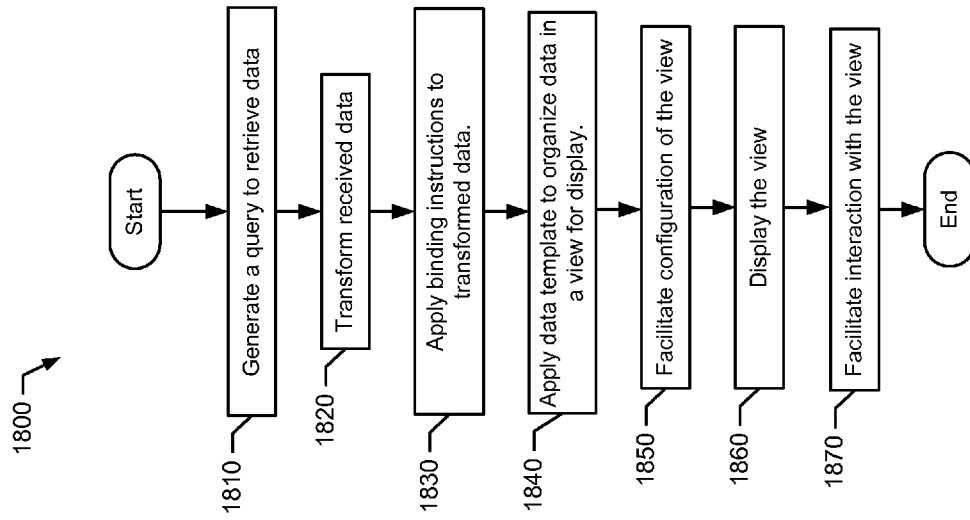 1800
Start
1810
Generate a query to retrieve data
1820
Transform received data
1830
Apply binding instructions to
transformed data.
1840
Apply data template to organize data in
a view for display.
1850
Facilitate configuration of the view
1860
Display the view
1870
Facilitate interaction with the view
End